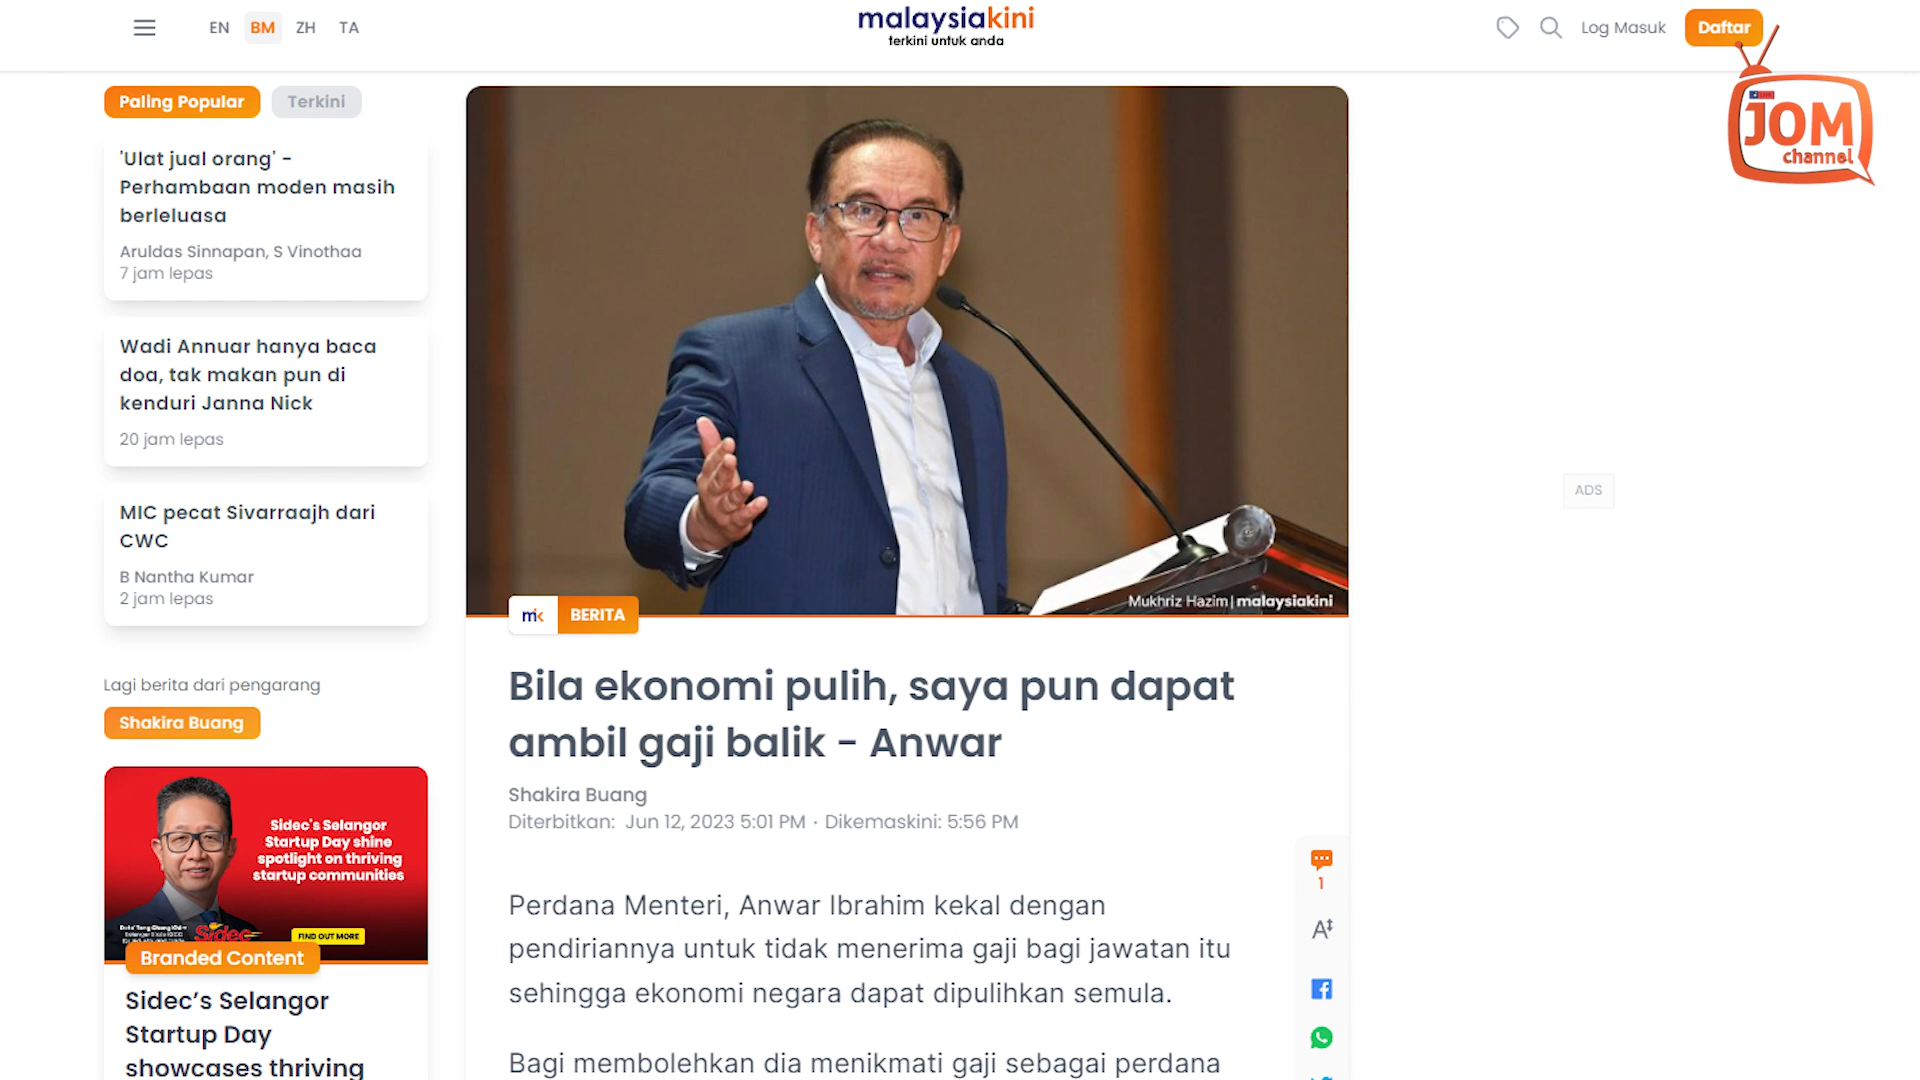 EN BM ZH TA
malaysiakini
terkini untuk anda
Log Masuk
Daftar
JOM
channel
Paling Popular
Terkini
'Ulat jual orang' -
Perhambaan moden masih
berleluasa
Aruldas Sinnapan, S Vinothaa
7 jam lepas
Wadi Annuar hanya baca
doa, tak makan pun di
kenduri Janna Nick
20 jam lepas
MIC pecat Sivarraajh dari
CWC
B Nantha Kumar
2 jam lepas
Lagi berita dari pengarang
Shakira Buang
Sidec's Selangor
Startup Day shine
spotlight on thriving
startup communities
Sidec
FIND OUT MORE
Branded Content
Sidec’s Selangor
Startup Day
showcases thriving
Mukhriz Hazim | malaysiakini
mk BERITA
Bila ekonomi pulih, saya pun dapat
ambil gaji balik - Anwar
Shakira Buang
Diterbitkan: Jun 12, 2023 5:01 PM · Dikemaskini: 5:56 PM
Perdana Menteri, Anwar Ibrahim kekal dengan
pendiriannya untuk tidak menerima gaji bagi jawatan itu
sehingga ekonomi negara dapat dipulihkan semula.
Bagi membolehkan dia menikmati gaji sebagai perdana
1
A
ADS